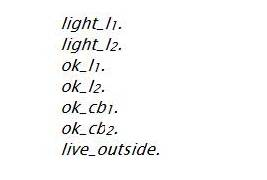 light_l₁.
light_l₂.
ok_l₁.
ok_l₂.
ok_cb₁.
ok_cb₂.
live_outside.